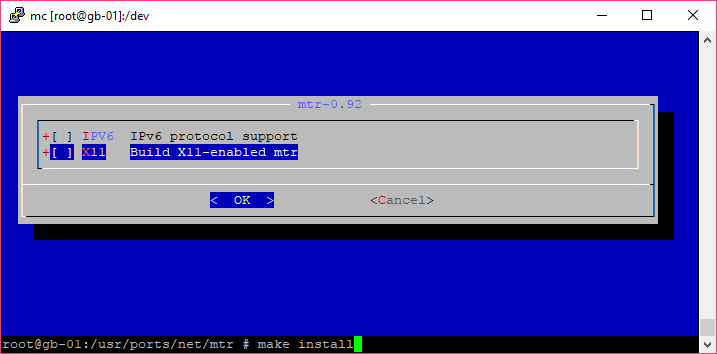 mc [root@gb-01]:/dev
mtr-0.92
+[ ] IPV6 IPv6 protocol support
+[ ] X11 Build X11-enabled mtr
< OK > <Cancel>
root@gb-01:/usr/ports/net/mtr # make install